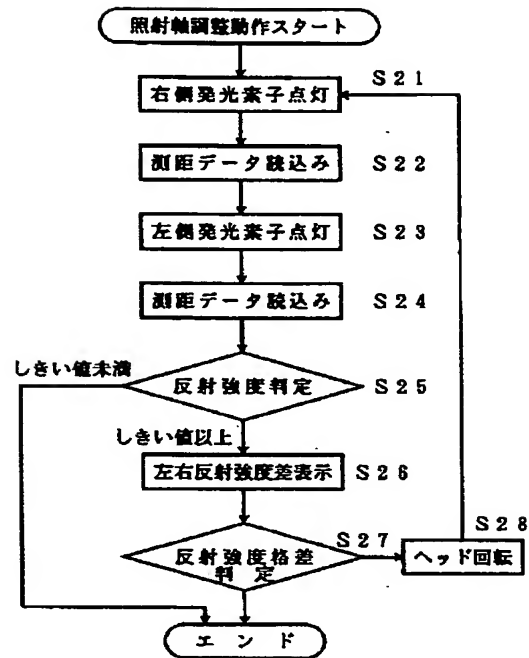 照射軸調整動作スタート
S21
右側発光素子点灯
測距データ読込み S22
左側発光素子点灯 S23
測距データ読込み S24
しきい値未満
反射強度判定 S25
しきい値以上
左右反射強度差表示 S26
S27
S28
反射強度格差
判定
ヘッド回転
エンド